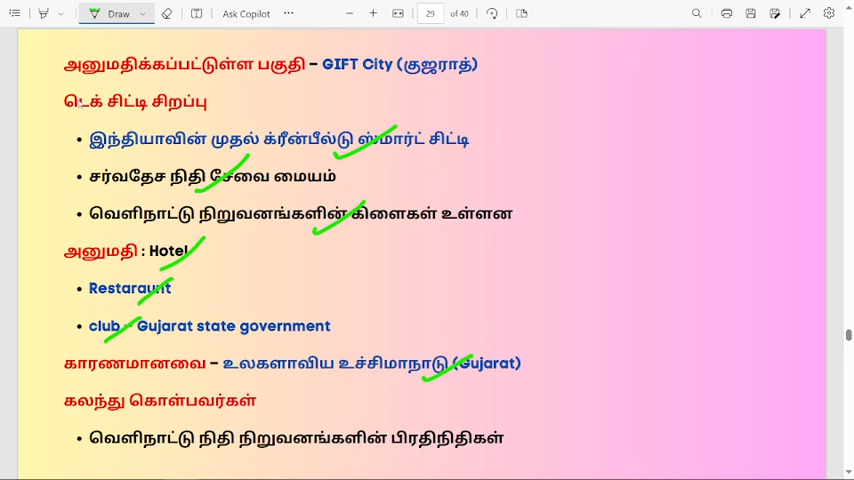 Draw
Ask Copilot
29 of 40
அனுமதிக்கப்பட்டுள்ள பகுதி – GIFT City (குஜராத்)
டெக் சிட்டி சிறப்பு
• இந்தியாவின் முதல் க்ரீன்பீல்டு ஸ்மார்ட் சிட்டி
• சர்வதேச நிதி சேவை மையம்
• வெளிநாட்டு நிறுவனங்களின் கிளைகள் உள்ளன
அனுமதி : Hotel
• Restaraunt
• club – Gujarat state government
காரணமானவை – உலகளாவிய உச்சிமாநாடு (Gujarat)
கலந்து கொள்பவர்கள்
• வெளிநாட்டு நிதி நிறுவனங்களின் பிரதிநிதிகள்